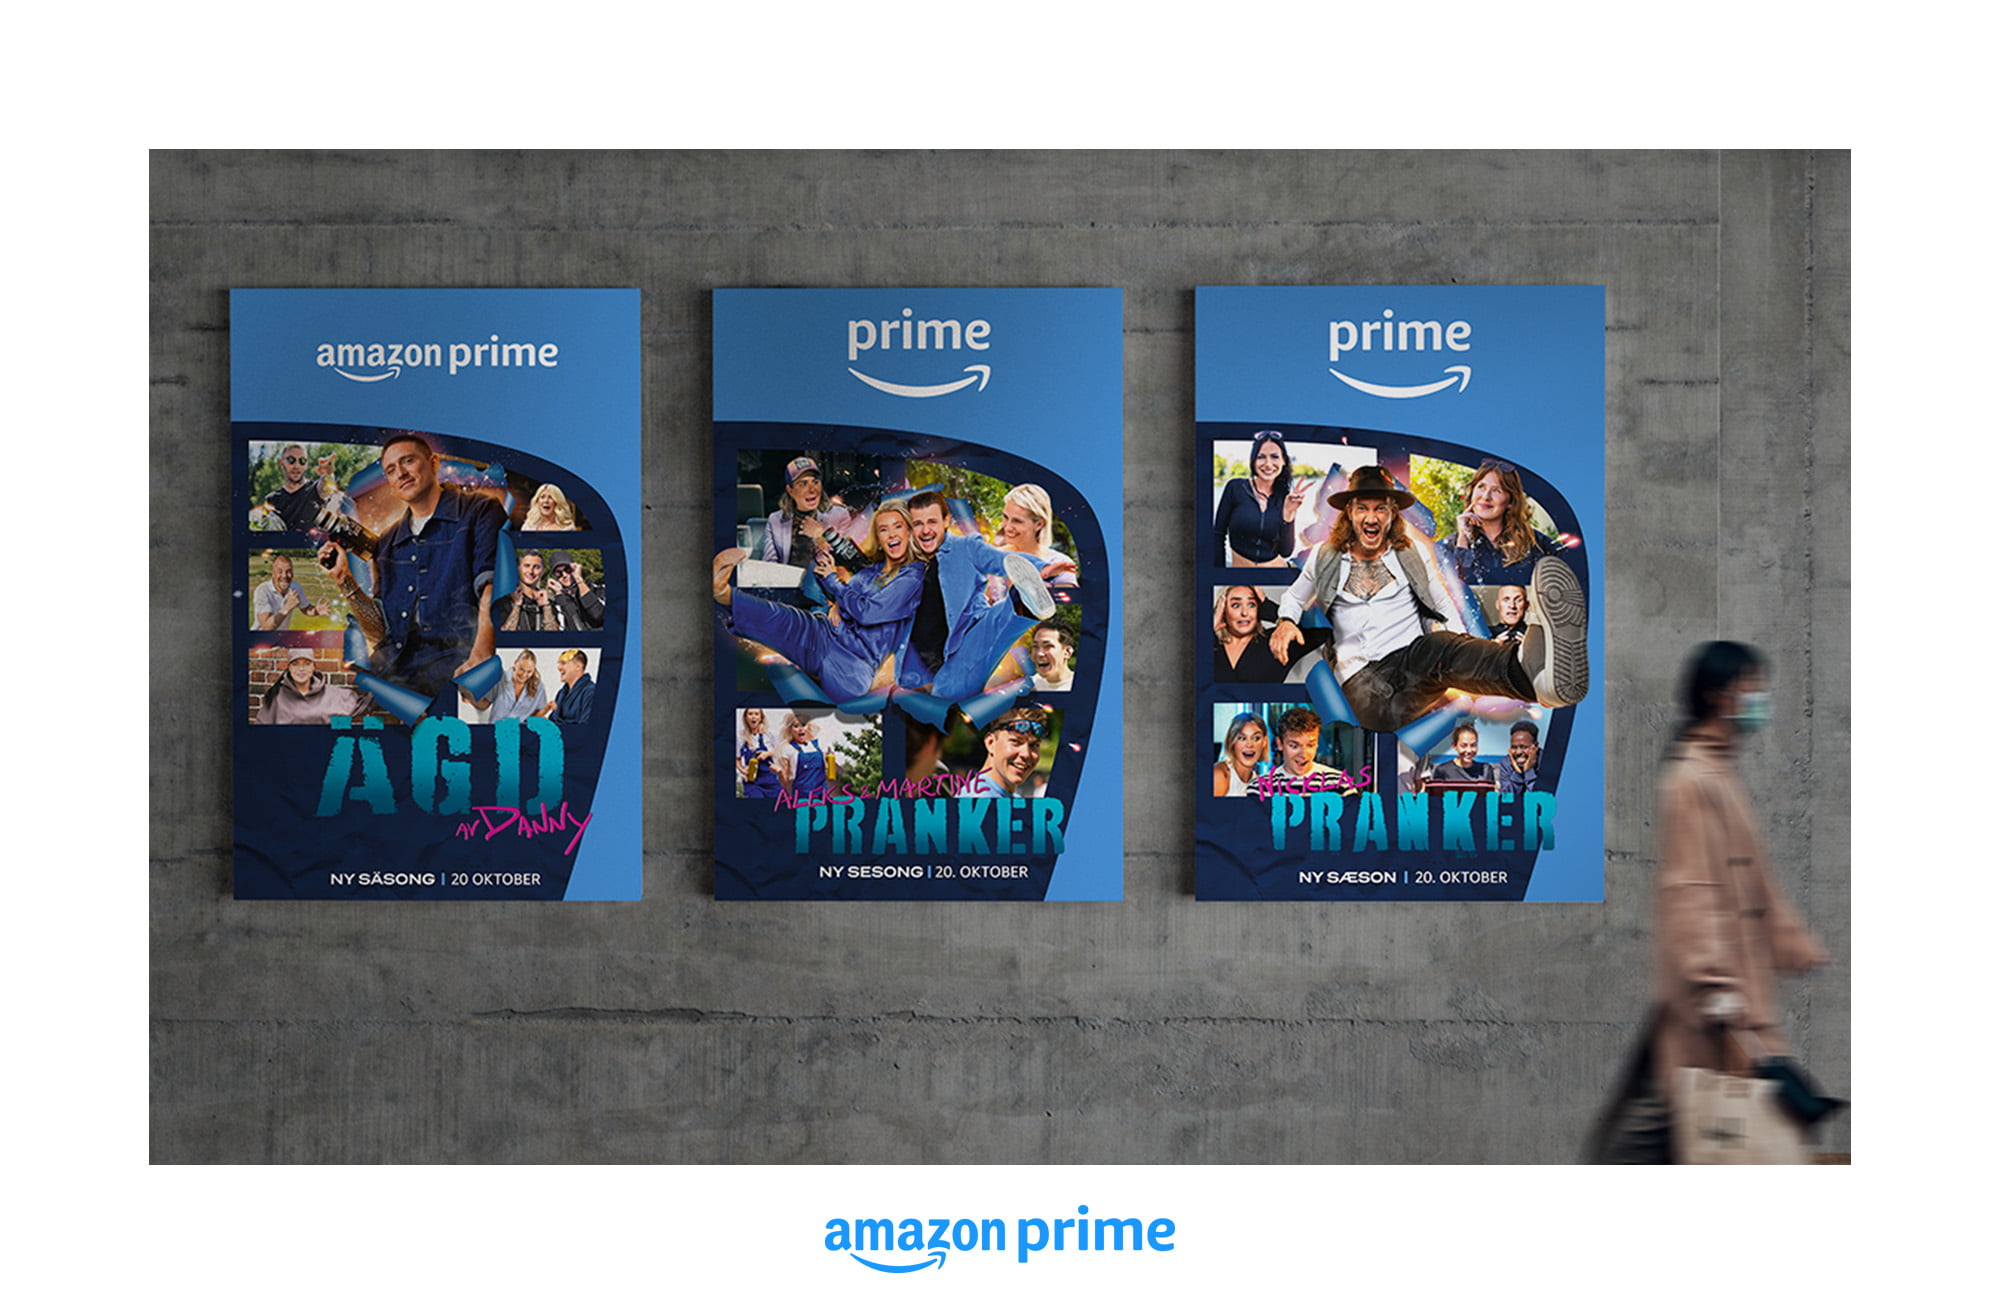 amazon prime
ÄGD
AV DANNY
NY SÄSONG | 20 OKTOBER
prime
ALEKS & MARTINE
PRANKER
NY SESONG | 20. OKTOBER
prime
NICKLAS
PRANKER
NY SÆSON | 20. OKTOBER
amazon prime